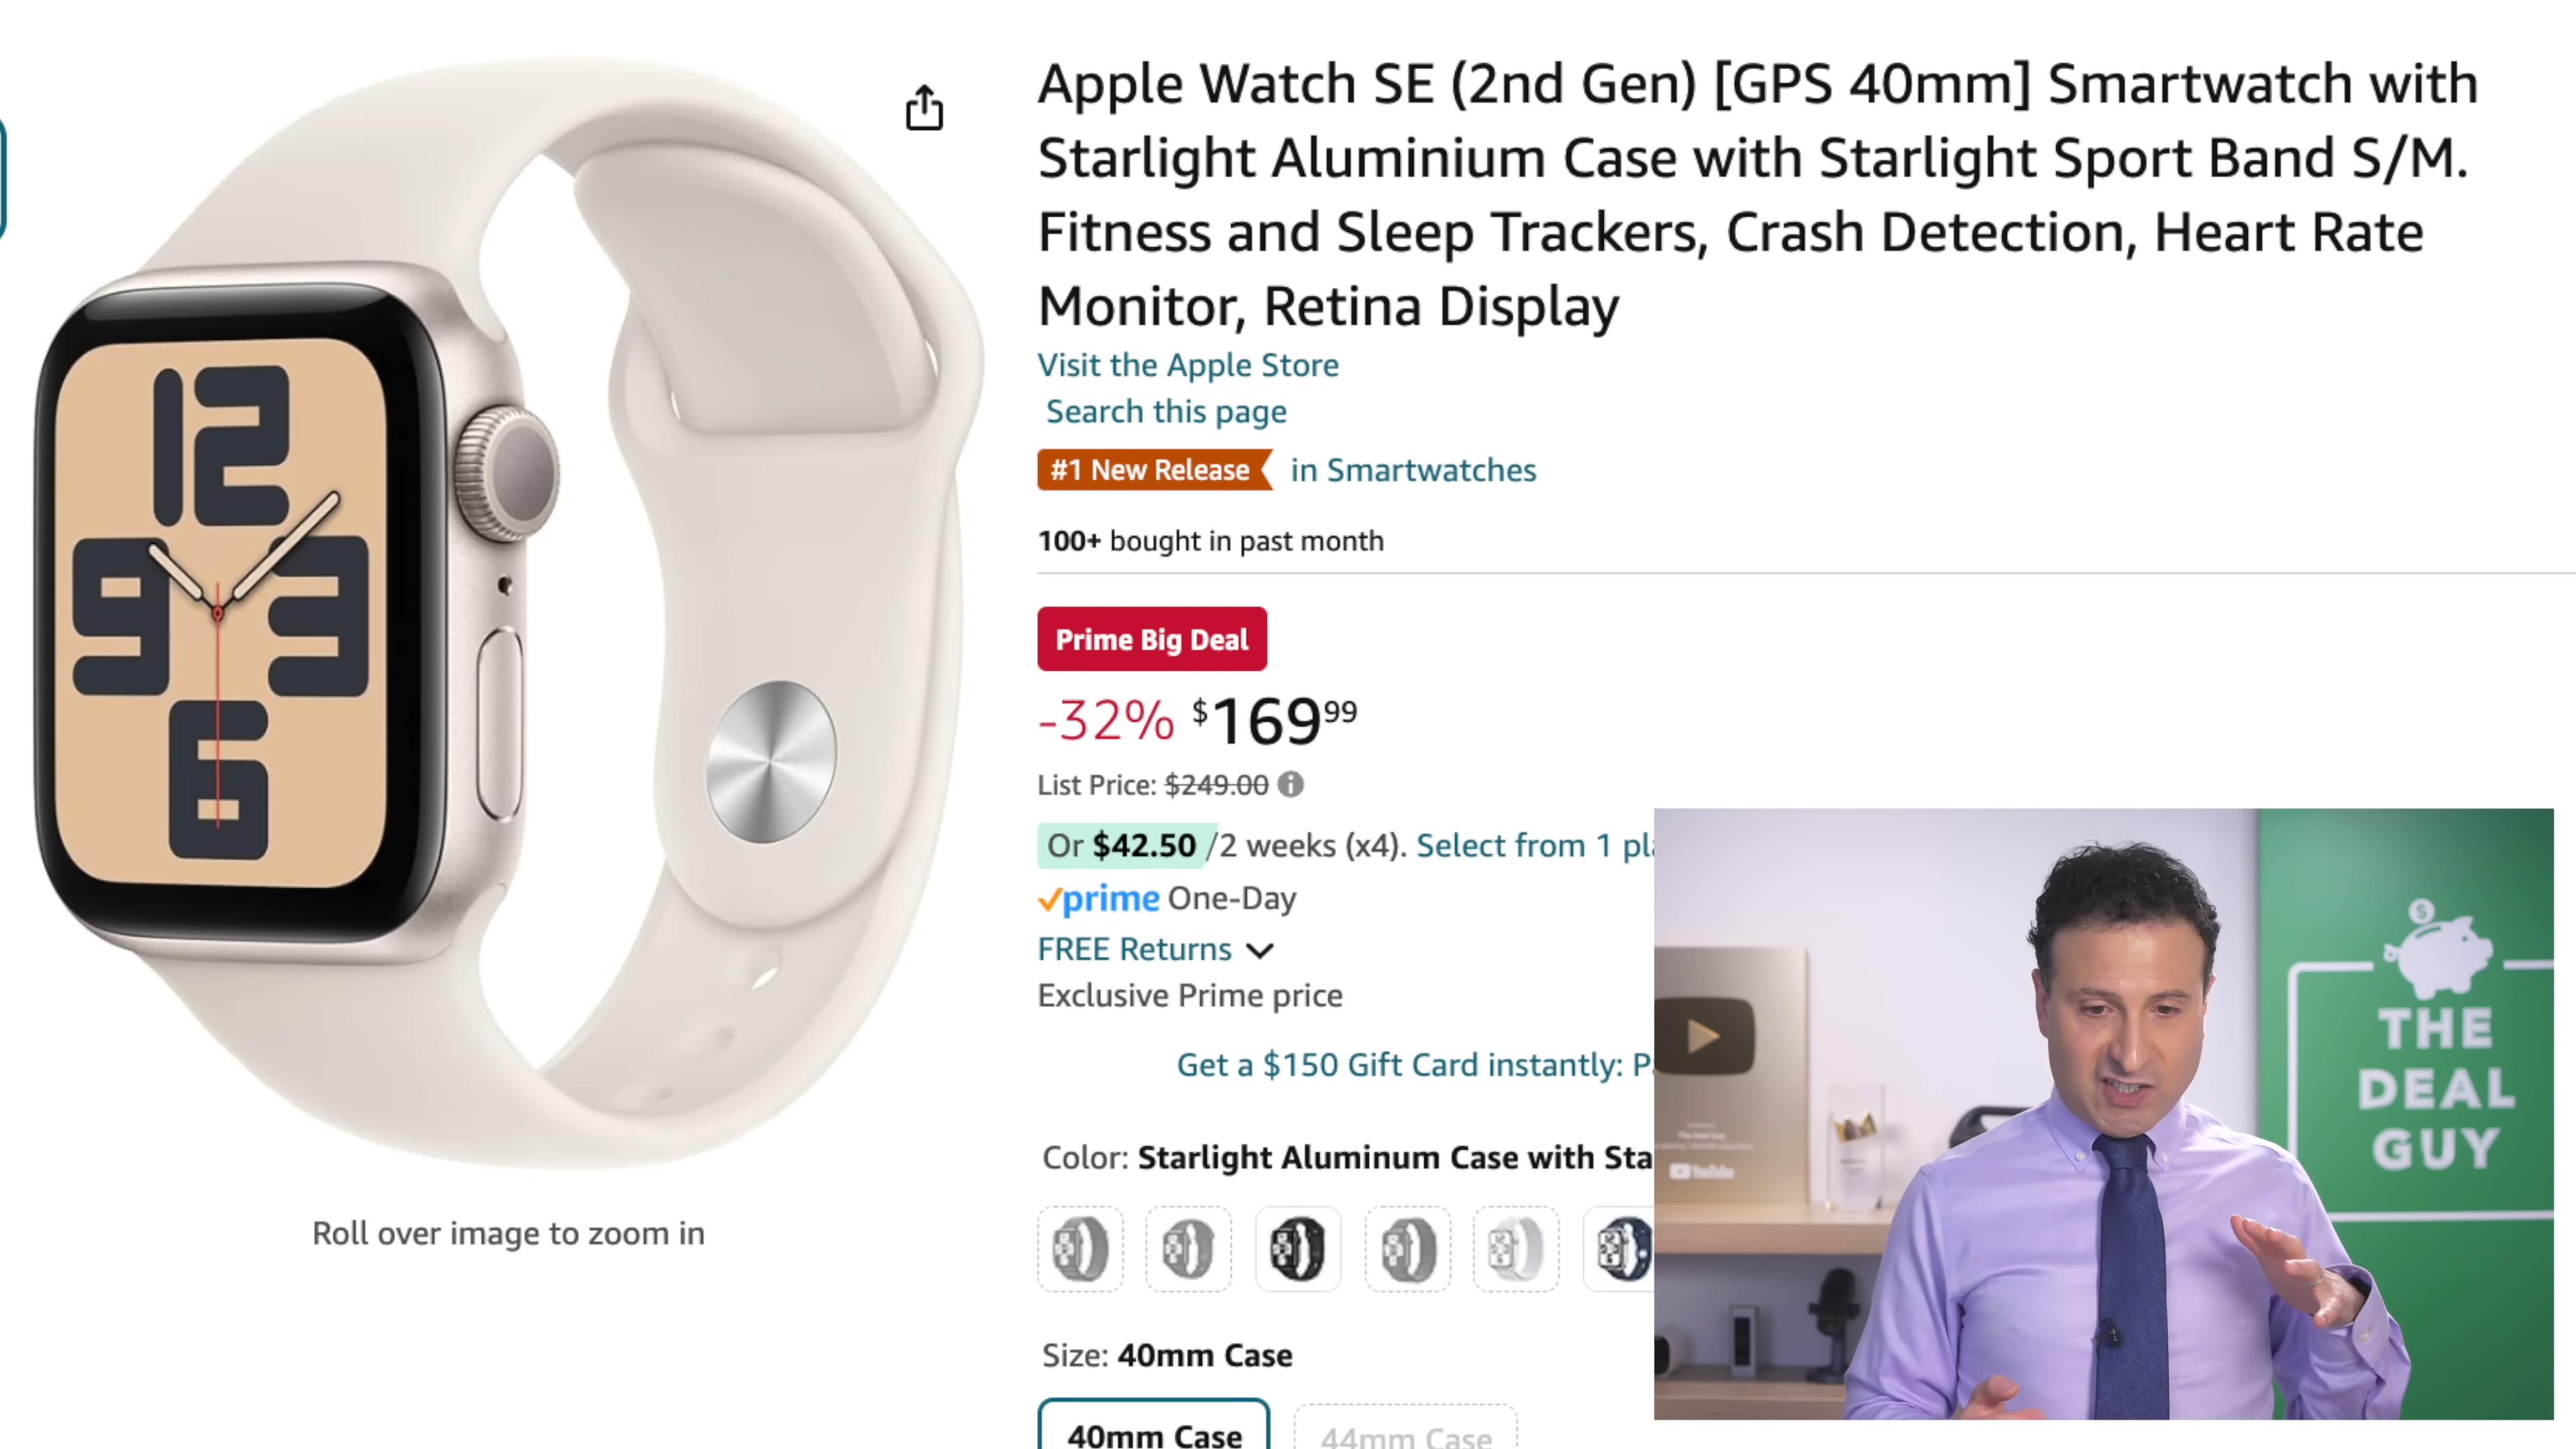 Apple Watch SE (2nd Gen) [GPS 40mm] Smartwatch with
Starlight Aluminium Case with Starlight Sport Band S/M.
Fitness and Sleep Trackers, Crash Detection, Heart Rate
Monitor, Retina Display
Visit the Apple Store
Search this page
#1 New Release in Smartwatches
100+ bought in past month
Prime Big Deal
-32% $169 99
List Price: $249.00
Or $42.50 /2 weeks (x4). Select from 1
prime One-Day
FREE Returns
Exclusive Prime price
Get a $150 Gift Card instantly:
Color: Starlight Aluminum Case with
Size: 40mm Case
40mm Case 44mm Case
Roll over image to zoom in
12
9 3
6
$
THE
DEAL
GUY
The Deal Guy
YouTube